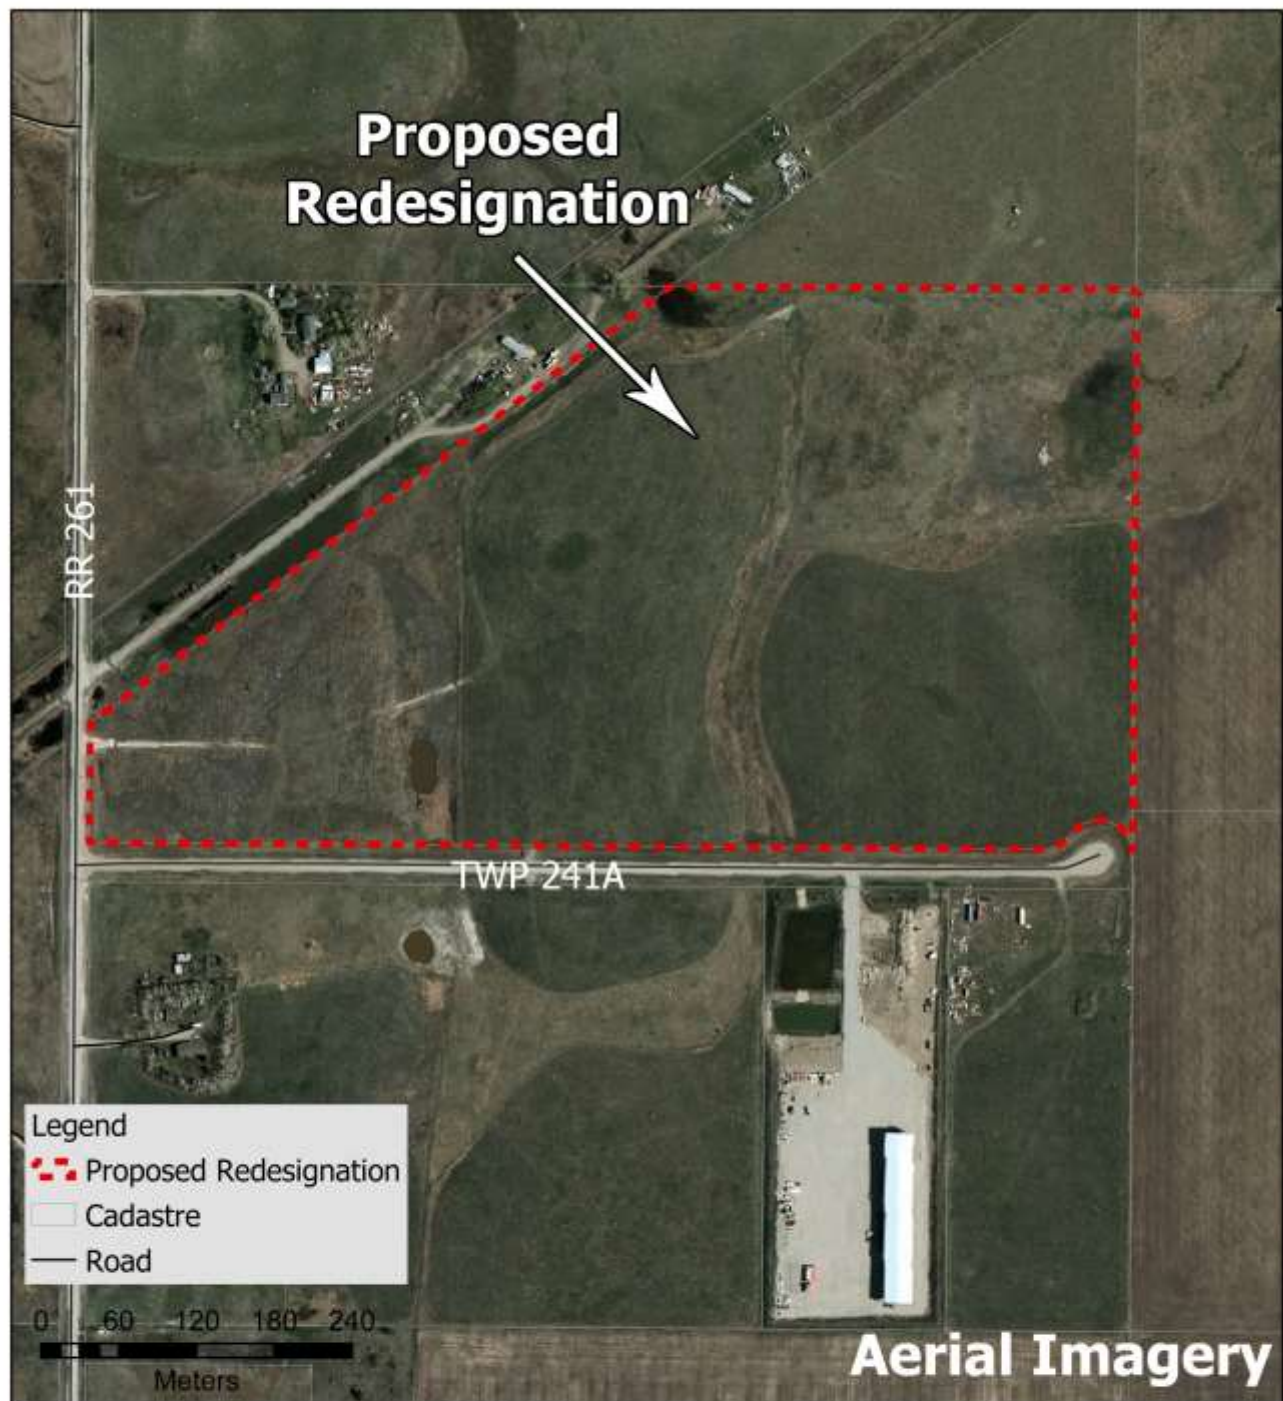 Proposed
Redesignation
RR 261
TWP 241A
Legend
Proposed Redesignation
Cadastre
Road
0 60 120 180 240
Meters
Aerial Imagery